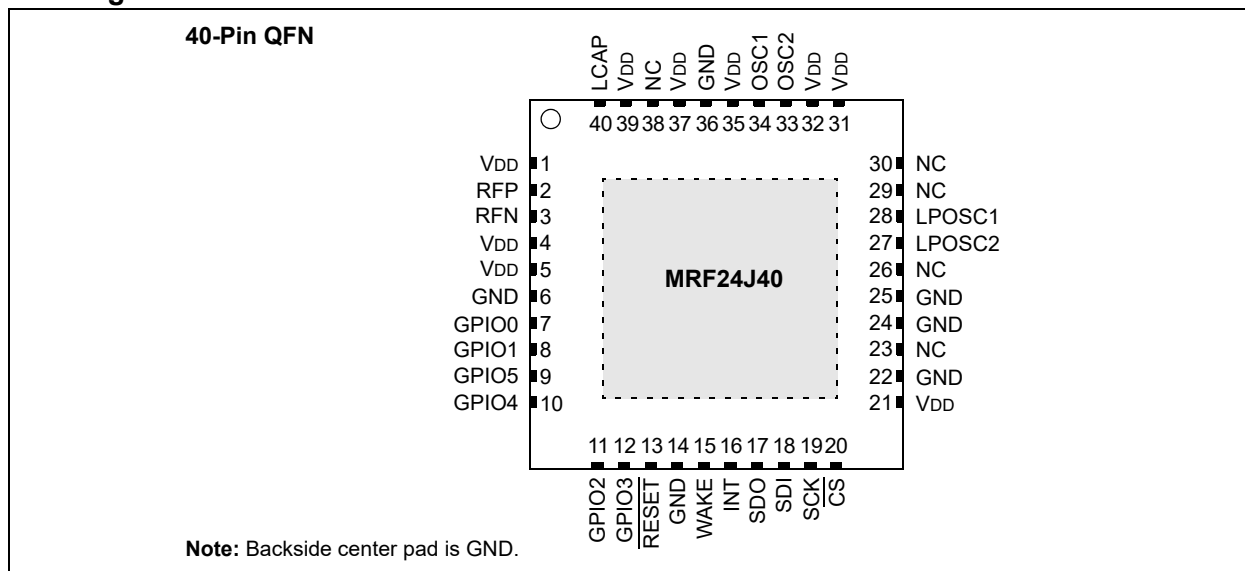 40-Pin QFN
LCAP
VDD
NC
VDD
GND
VDD
OSC1
OSC2
VDD
VDD
40 39 38 37 36 35 34 33 32 31
VDD 1
RFP 2
RFN 3
VDD 4
VDD 5
GND 6
GPIO0 7
GPIO1 8
GPIO5 9
GPIO4 10
MRF24J40
30 NC
29 NC
28 LPOSC1
27 LPOSC2
26 NC
25 GND
24 GND
23 NC
22 GND
21 VDD
11 12 13 14 15 16 17 18 19 20
GPIO2
GPIO3
RESET
GND
WAKE
INT
SDO
SDI
SCK
CS
Note: Backside center pad is GND.